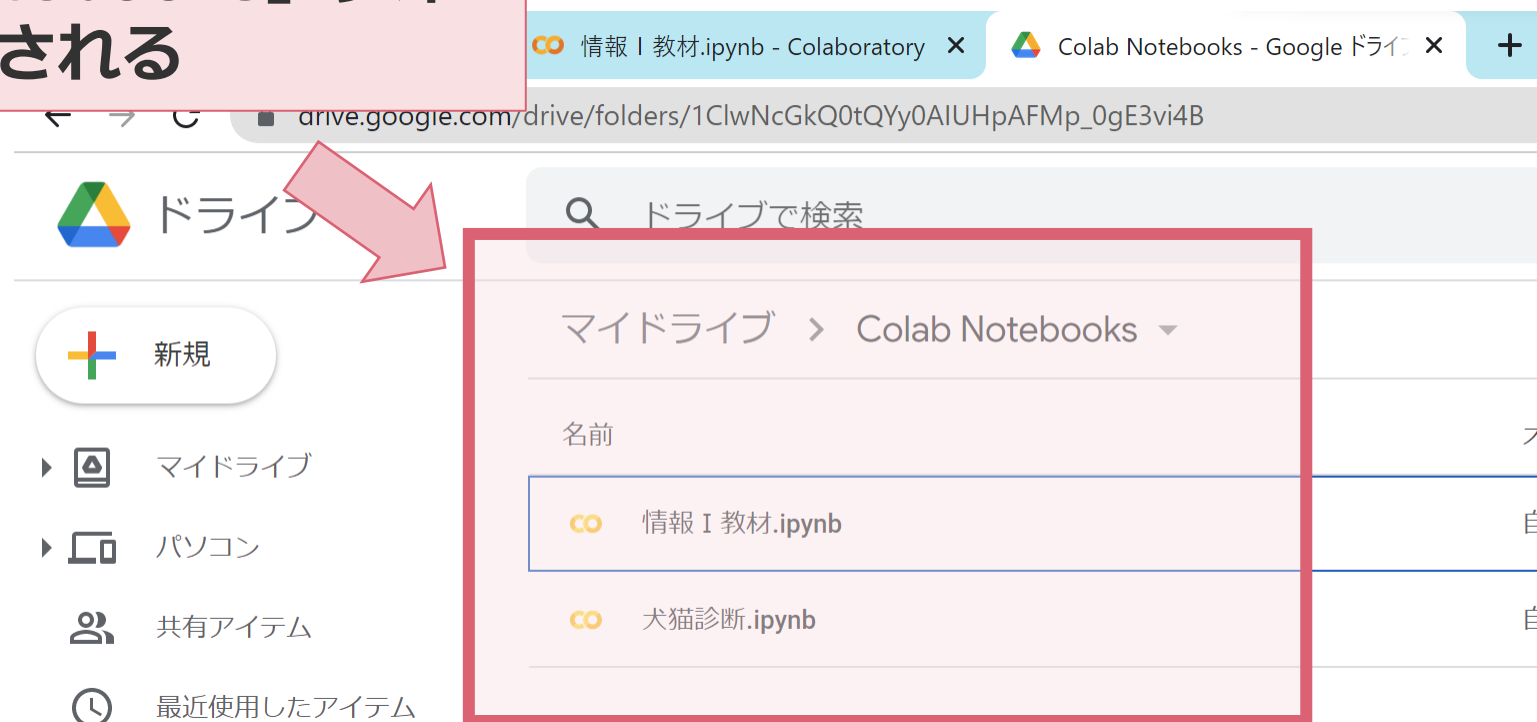 される
情報Ⅰ教材.ipynb - Colaboratory
Colab Notebooks - Google ドライ
drive.google.com/drive/folders/1ClwNcGkQ0tQYy0AIUHpAFMp_0gE3vi4B
ドライブ
ドライブで検索
新規
マイドライブ
パソコン
共有アイテム
最近使用したアイテム
マイドライブ > Colab Notebooks
名前
情報Ⅰ教材.ipynb
犬猫診断.ipynb